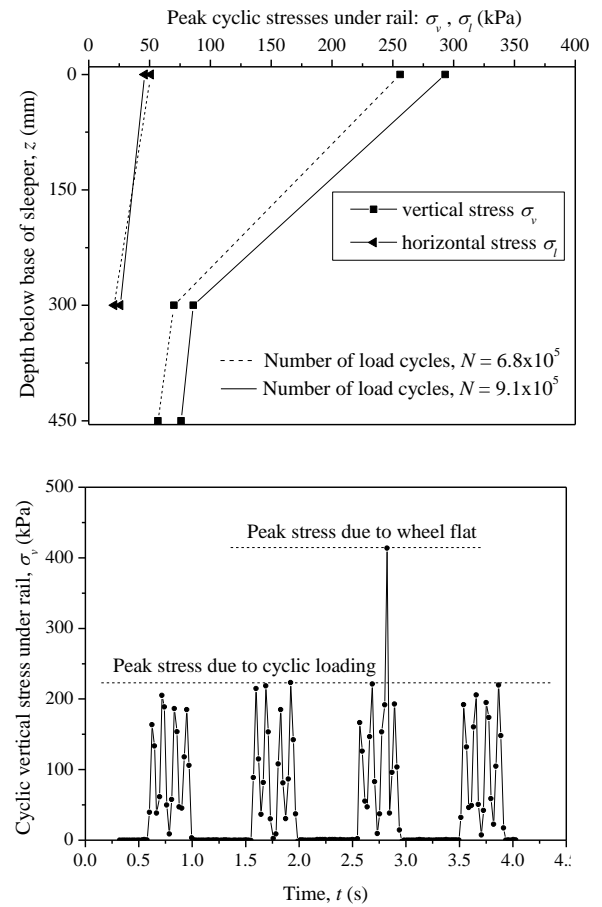 Peak cyclic stresses under rail: σv , σl (kPa)
0 50 100 150 200 250 300 350 400
0
150
300
450
Depth below base of sleeper, z (mm)
vertical stress σv
horizontal stress σl
Number of load cycles, N = 6.8x10⁵
Number of load cycles, N = 9.1x10⁵
500
400
300
200
100
0
Cyclic vertical stress under rail, σv (kPa)
Peak stress due to wheel flat
Peak stress due to cyclic loading
0.0 0.5 1.0 1.5 2.0 2.5 3.0 3.5 4.0 4.
Time, t (s)